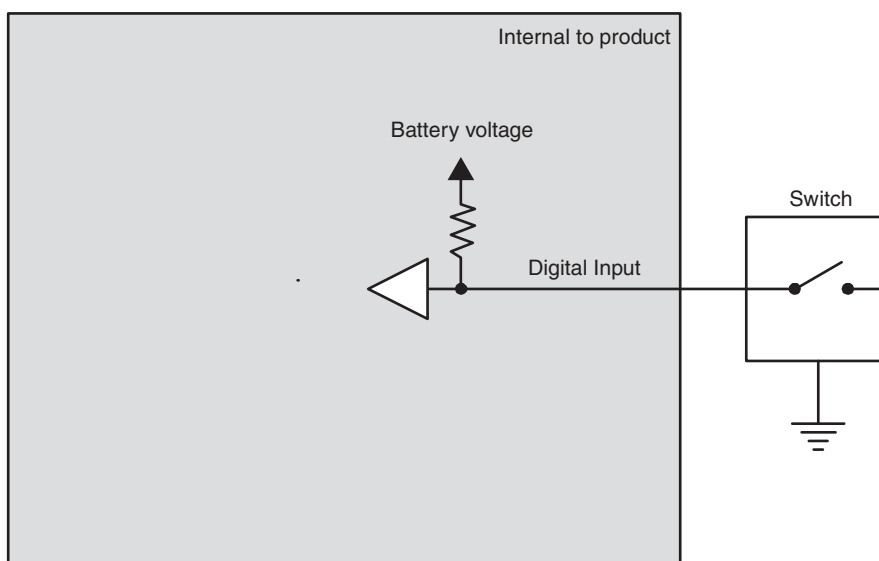 Internal to product
Battery voltage
Switch
Digital Input